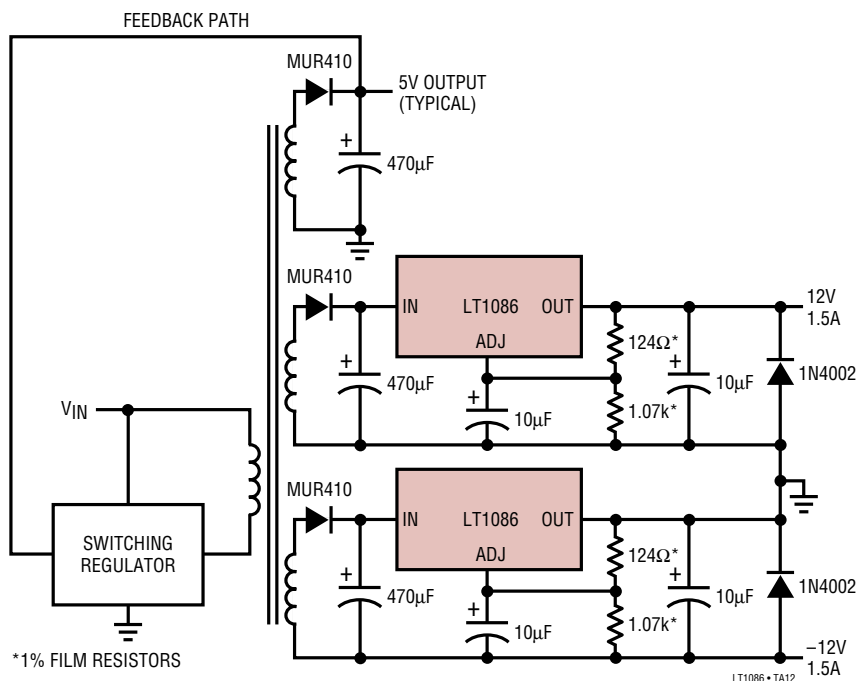 FEEDBACK PATH
MUR410
5V OUTPUT
(TYPICAL)
+
470µF
MUR410
IN LT1086 OUT
ADJ
12V
1.5A
+
470µF
+
10µF
124Ω*
1.07k*
+
10µF
1N4002
VIN
SWITCHING
REGULATOR
MUR410
IN LT1086 OUT
ADJ
+
470µF
+
10µF
124Ω*
1.07k*
+
10µF
1N4002
–12V
1.5A
*1% FILM RESISTORS
LT1086 • TA12